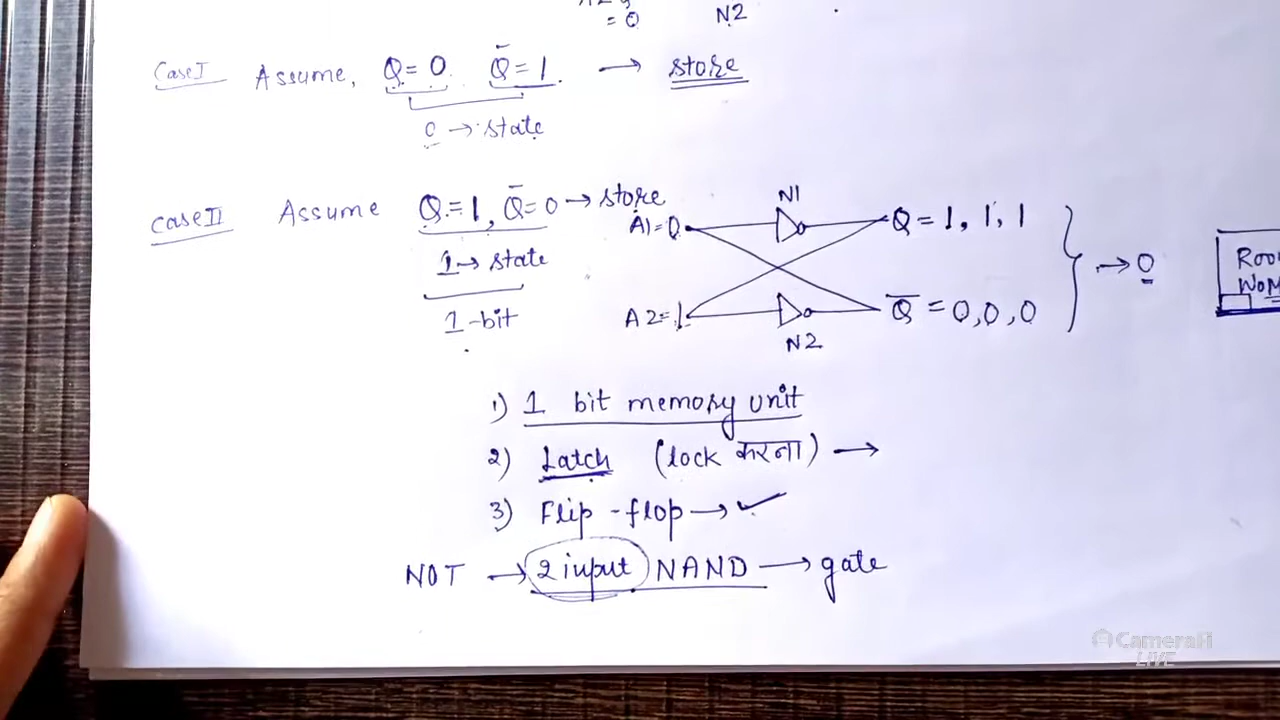 = 0 N2
Case I Assume, Q = 0 Q̄ = 1. → store
0 → state
Case II Assume Q = 1, Q̄ = 0 → store
1 → state
1 -bit
N1
A1 = 0 Q = 1, 1, 1
→ 0
A2 = 1 Q̄ = 0, 0, 0
N2
1) 1 bit memory unit
2) Latch (lock करना) →
3) Flip - flop → ✓
NOT → 2 input NAND → gate
CameraFi
LIVE